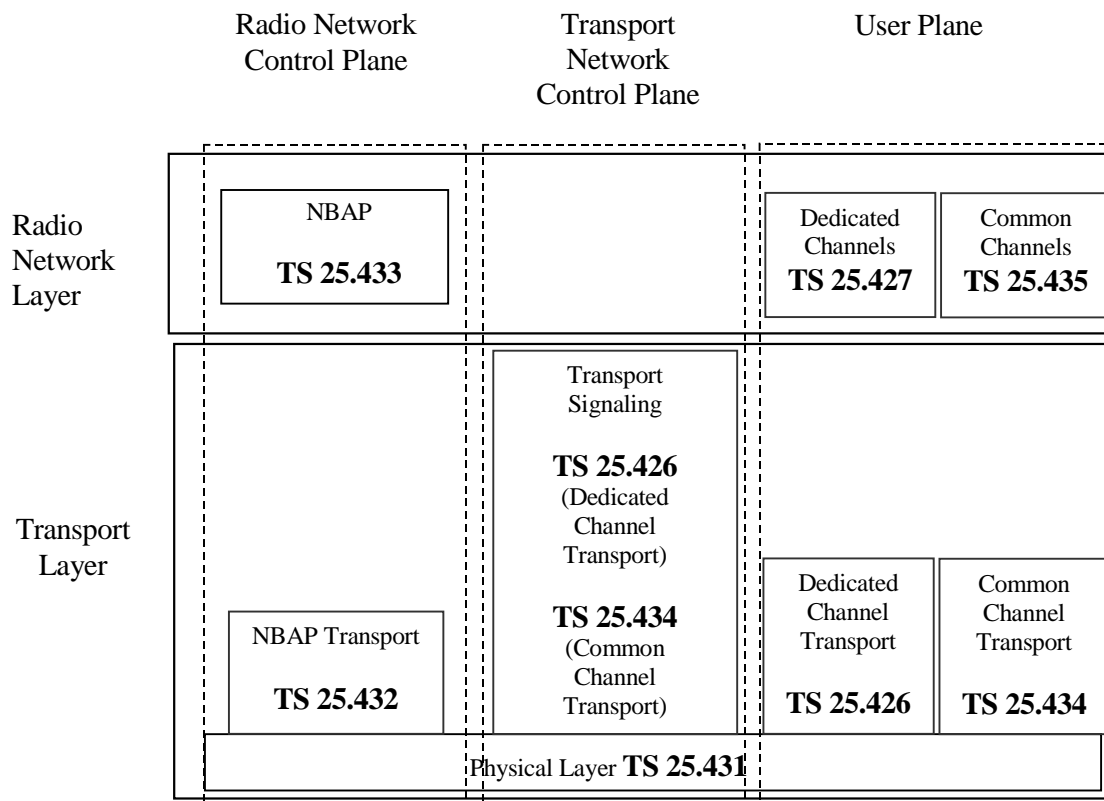 Radio Network
Control Plane
Transport
Network
Control Plane
User Plane
Radio
Network
Layer
NBAP
TS 25.433
Dedicated
Channels
TS 25.427
Common
Channels
TS 25.435
Transport
Layer
NBAP Transport
TS 25.432
Transport
Signaling
TS 25.426
(Dedicated
Channel
Transport)
TS 25.434
(Common
Channel
Transport)
Dedicated
Channel
Transport
TS 25.426
Common
Channel
Transport
TS 25.434
Physical Layer TS 25.431